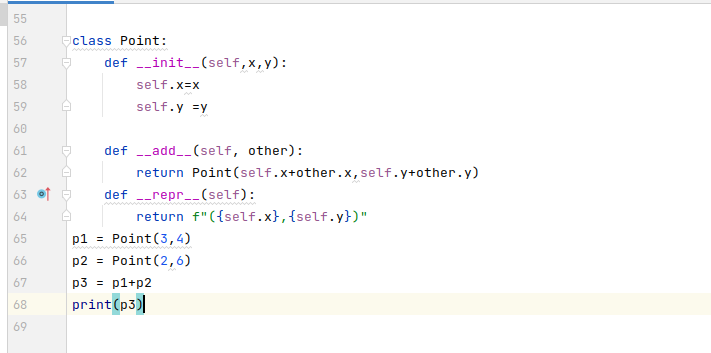 55
56 class Point:
57     def __init__(self,x,y):
58         self.x=x
59         self.y =y
60
61     def __add__(self, other):
62         return Point(self.x+other.x,self.y+other.y)
63     def __repr__(self):
64         return f"({self.x},{self.y})"
65 p1 = Point(3,4)
66 p2 = Point(2,6)
67 p3 = p1+p2
68 print(p3)
69